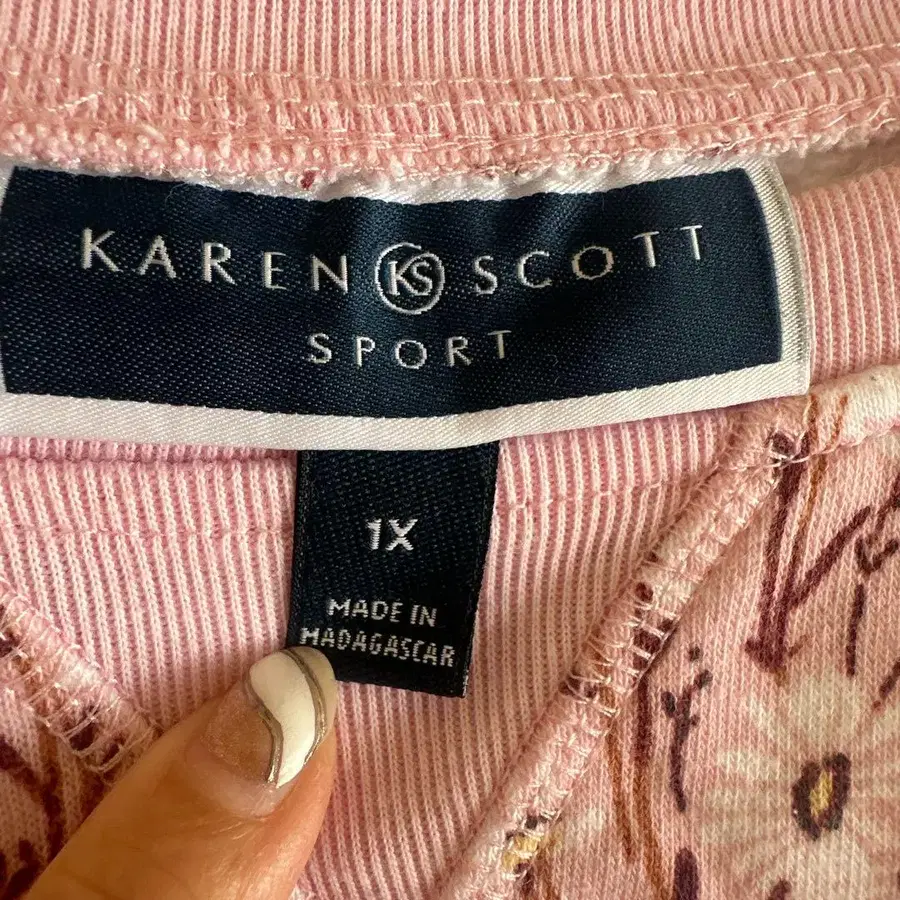 KAREN KS SCOTT
SPORT
1X
MADE IN
MADAGASCAR